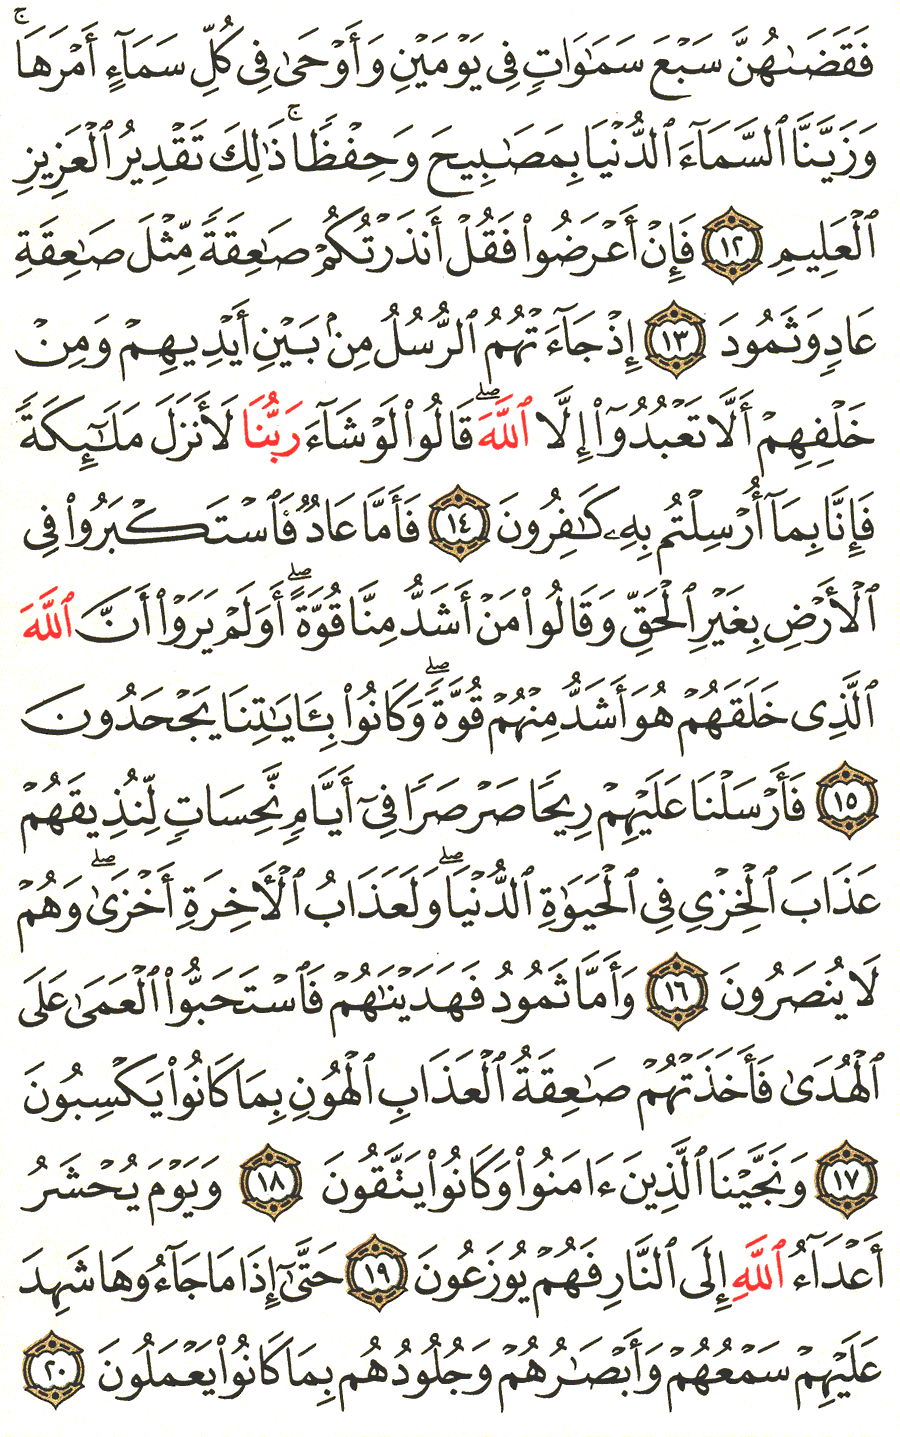 فَقَضَىٰهُنَّ سَبْعَ سَمَٰوَاتٍ فِى يَوْمَيْنِ وَأَوْحَىٰ فِى كُلِّ سَمَآءٍ أَمْرَهَا ۚ
وَزَيَّنَّا ٱلسَّمَآءَ ٱلدُّنْيَا بِمَصَٰبِيحَ وَحِفْظًا ۚ ذَٰلِكَ تَقْدِيرُ ٱلْعَزِيزِ
ٱلْعَلِيمِ ١٢ فَإِنْ أَعْرَضُوا۟ فَقُلْ أَنذَرْتُكُمْ صَٰعِقَةً مِّثْلَ صَٰعِقَةِ
عَادٍ وَثَمُودَ ١٣ إِذْ جَآءَتْهُمُ ٱلرُّسُلُ مِنۢ بَيْنِ أَيْدِيهِمْ وَمِنْ
خَلْفِهِمْ أَلَّا تَعْبُدُوٓا۟ إِلَّا ٱللَّهَ ۖ قَالُوا۟ لَوْ شَآءَ رَبُّنَا لَأَنزَلَ مَلَٰٓئِكَةً
فَإِنَّا بِمَآ أُرْسِلْتُم بِهِۦ كَٰفِرُونَ ١٤ فَأَمَّا عَادٌ فَٱسْتَكْبَرُوا۟ فِى
ٱلْأَرْضِ بِغَيْرِ ٱلْحَقِّ وَقَالُوا۟ مَنْ أَشَدُّ مِنَّا قُوَّةً ۖ أَوَلَمْ يَرَوْا۟ أَنَّ ٱللَّهَ
ٱلَّذِى خَلَقَهُمْ هُوَ أَشَدُّ مِنْهُمْ قُوَّةً ۖ وَكَانُوا۟ بِـَٔايَٰتِنَا يَجْحَدُونَ
١٥ فَأَرْسَلْنَا عَلَيْهِمْ رِيحًا صَرْصَرًا فِىٓ أَيَّامٍ نَّحِسَاتٍ لِّنُذِيقَهُمْ
عَذَابَ ٱلْخِزْىِ فِى ٱلْحَيَوٰةِ ٱلدُّنْيَا ۖ وَلَعَذَابُ ٱلْـَٔاخِرَةِ أَخْزَىٰ ۖ وَهُمْ
لَا يُنصَرُونَ ١٦ وَأَمَّا ثَمُودُ فَهَدَيْنَٰهُمْ فَٱسْتَحَبُّوا۟ ٱلْعَمَىٰ عَلَى
ٱلْهُدَىٰ فَأَخَذَتْهُمْ صَٰعِقَةُ ٱلْعَذَابِ ٱلْهُونِ بِمَا كَانُوا۟ يَكْسِبُونَ
١٧ وَنَجَّيْنَا ٱلَّذِينَ ءَامَنُوا۟ وَكَانُوا۟ يَتَّقُونَ ١٨ وَيَوْمَ يُحْشَرُ
أَعْدَآءُ ٱللَّهِ إِلَى ٱلنَّارِ فَهُمْ يُوزَعُونَ ١٩ حَتَّىٰٓ إِذَا مَا جَآءُوهَا شَهِدَ
عَلَيْهِمْ سَمْعُهُمْ وَأَبْصَٰرُهُمْ وَجُلُودُهُم بِمَا كَانُوا۟ يَعْمَلُونَ ٢٠